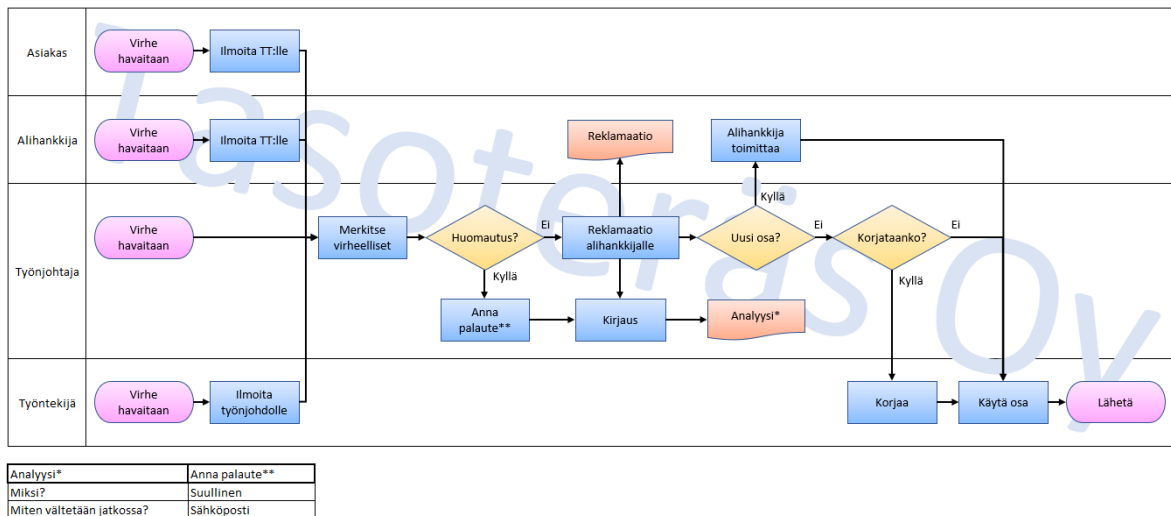 Tasoteräs Oy
Asiakas
Virhe
havaitaan
Ilmoita TT:lle
Alihankkija
Virhe
havaitaan
Ilmoita TT:lle
Reklamaatio
Alihankkija
toimittaa
Kyllä
Työnjohtaja
Virhe
havaitaan
Merkitse
virheelliset
Huomautus?
Ei
Reklamaatio
alihankkijalle
Uusi osa?
Ei
Korjataanko?
Ei
Kyllä
Kyllä
Anna
palaute**
Kirjaus
Analyysi*
Työntekijä
Virhe
havaitaan
Ilmoita
työnjohdolle
Korjaa
Käytä osa
Lähetä
Analyysi* Anna palaute**
Miksi? Suullinen
Miten vältetään jatkossa? Sähköposti